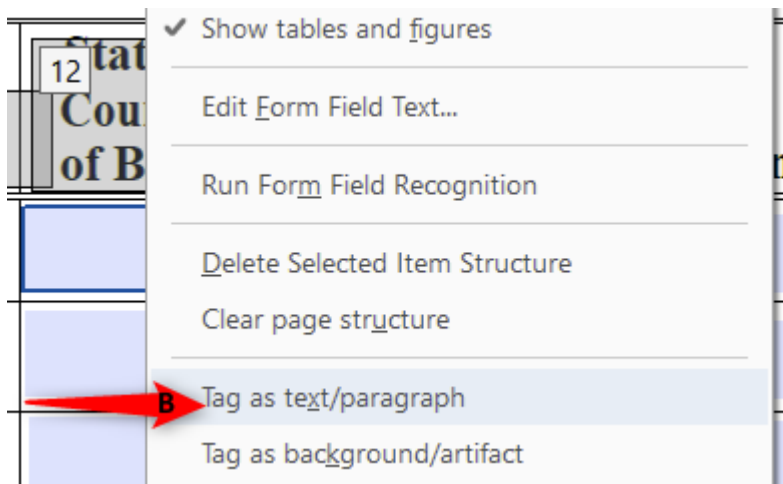 Show tables and figures
12
Edit Form Field Text...
of B
Run Form Field Recognition
Delete Selected Item Structure
Clear page structure
B
Tag as text/paragraph
Tag as background/artifact